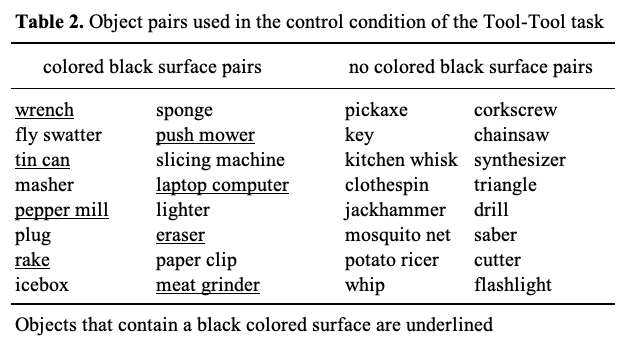 Table 2. Object pairs used in the control condition of the Tool-Tool task
colored black surface pairs no colored black surface pairs
wrench sponge pickaxe corkscrew
fly swatter push mower key chainsaw
tin can slicing machine kitchen whisk synthesizer
masher laptop computer clothespin triangle
pepper mill lighter jackhammer drill
plug eraser mosquito net saber
rake paper clip potato ricer cutter
icebox meat grinder whip flashlight
Objects that contain a black colored surface are underlined